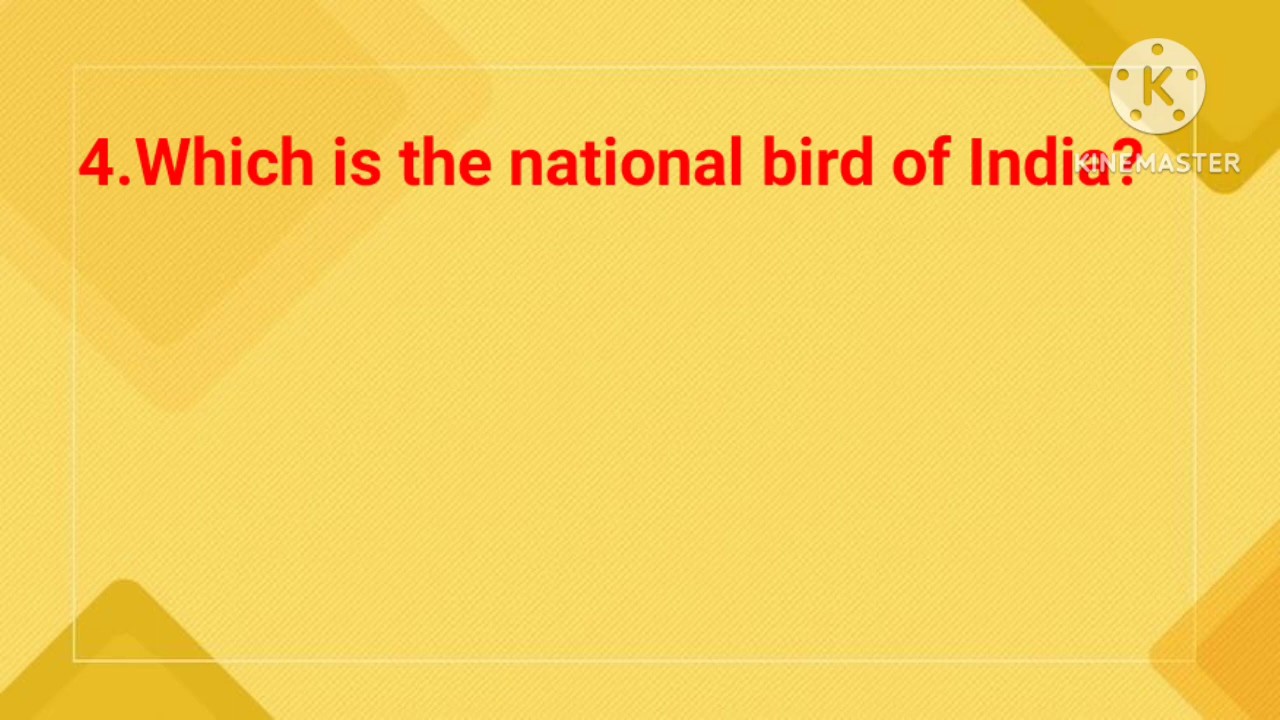 4.Which is the national bird of India?
K
KINEMASTER